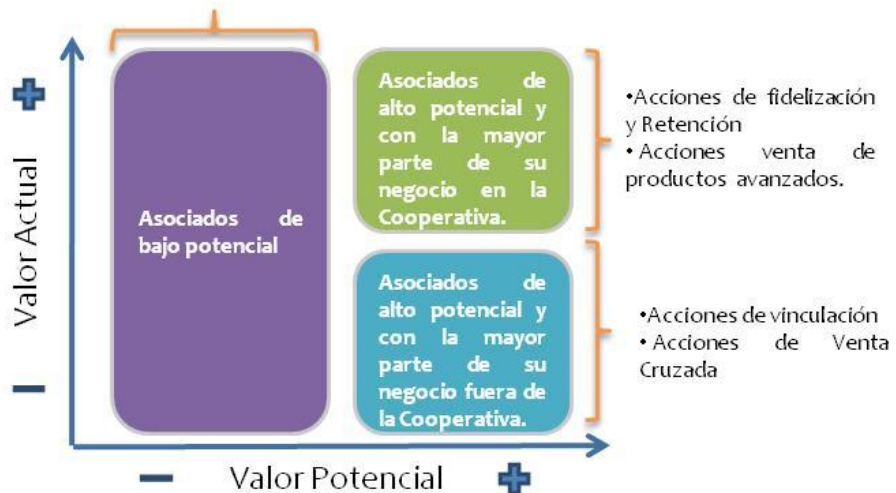 Valor Actual
Asociados de
bajo potencial
Asociados de
alto potencial y
con la mayor
parte de su
negocio en la
Cooperativa.
•Acciones de fidelización
y Retención
• Acciones venta de
productos avanzados.
Asociados de
alto potencial y
con la mayor
parte de su
negocio fuera de
la Cooperativa.
•Acciones de vinculación
• Acciones de Venta
Cruzada
Valor Potencial